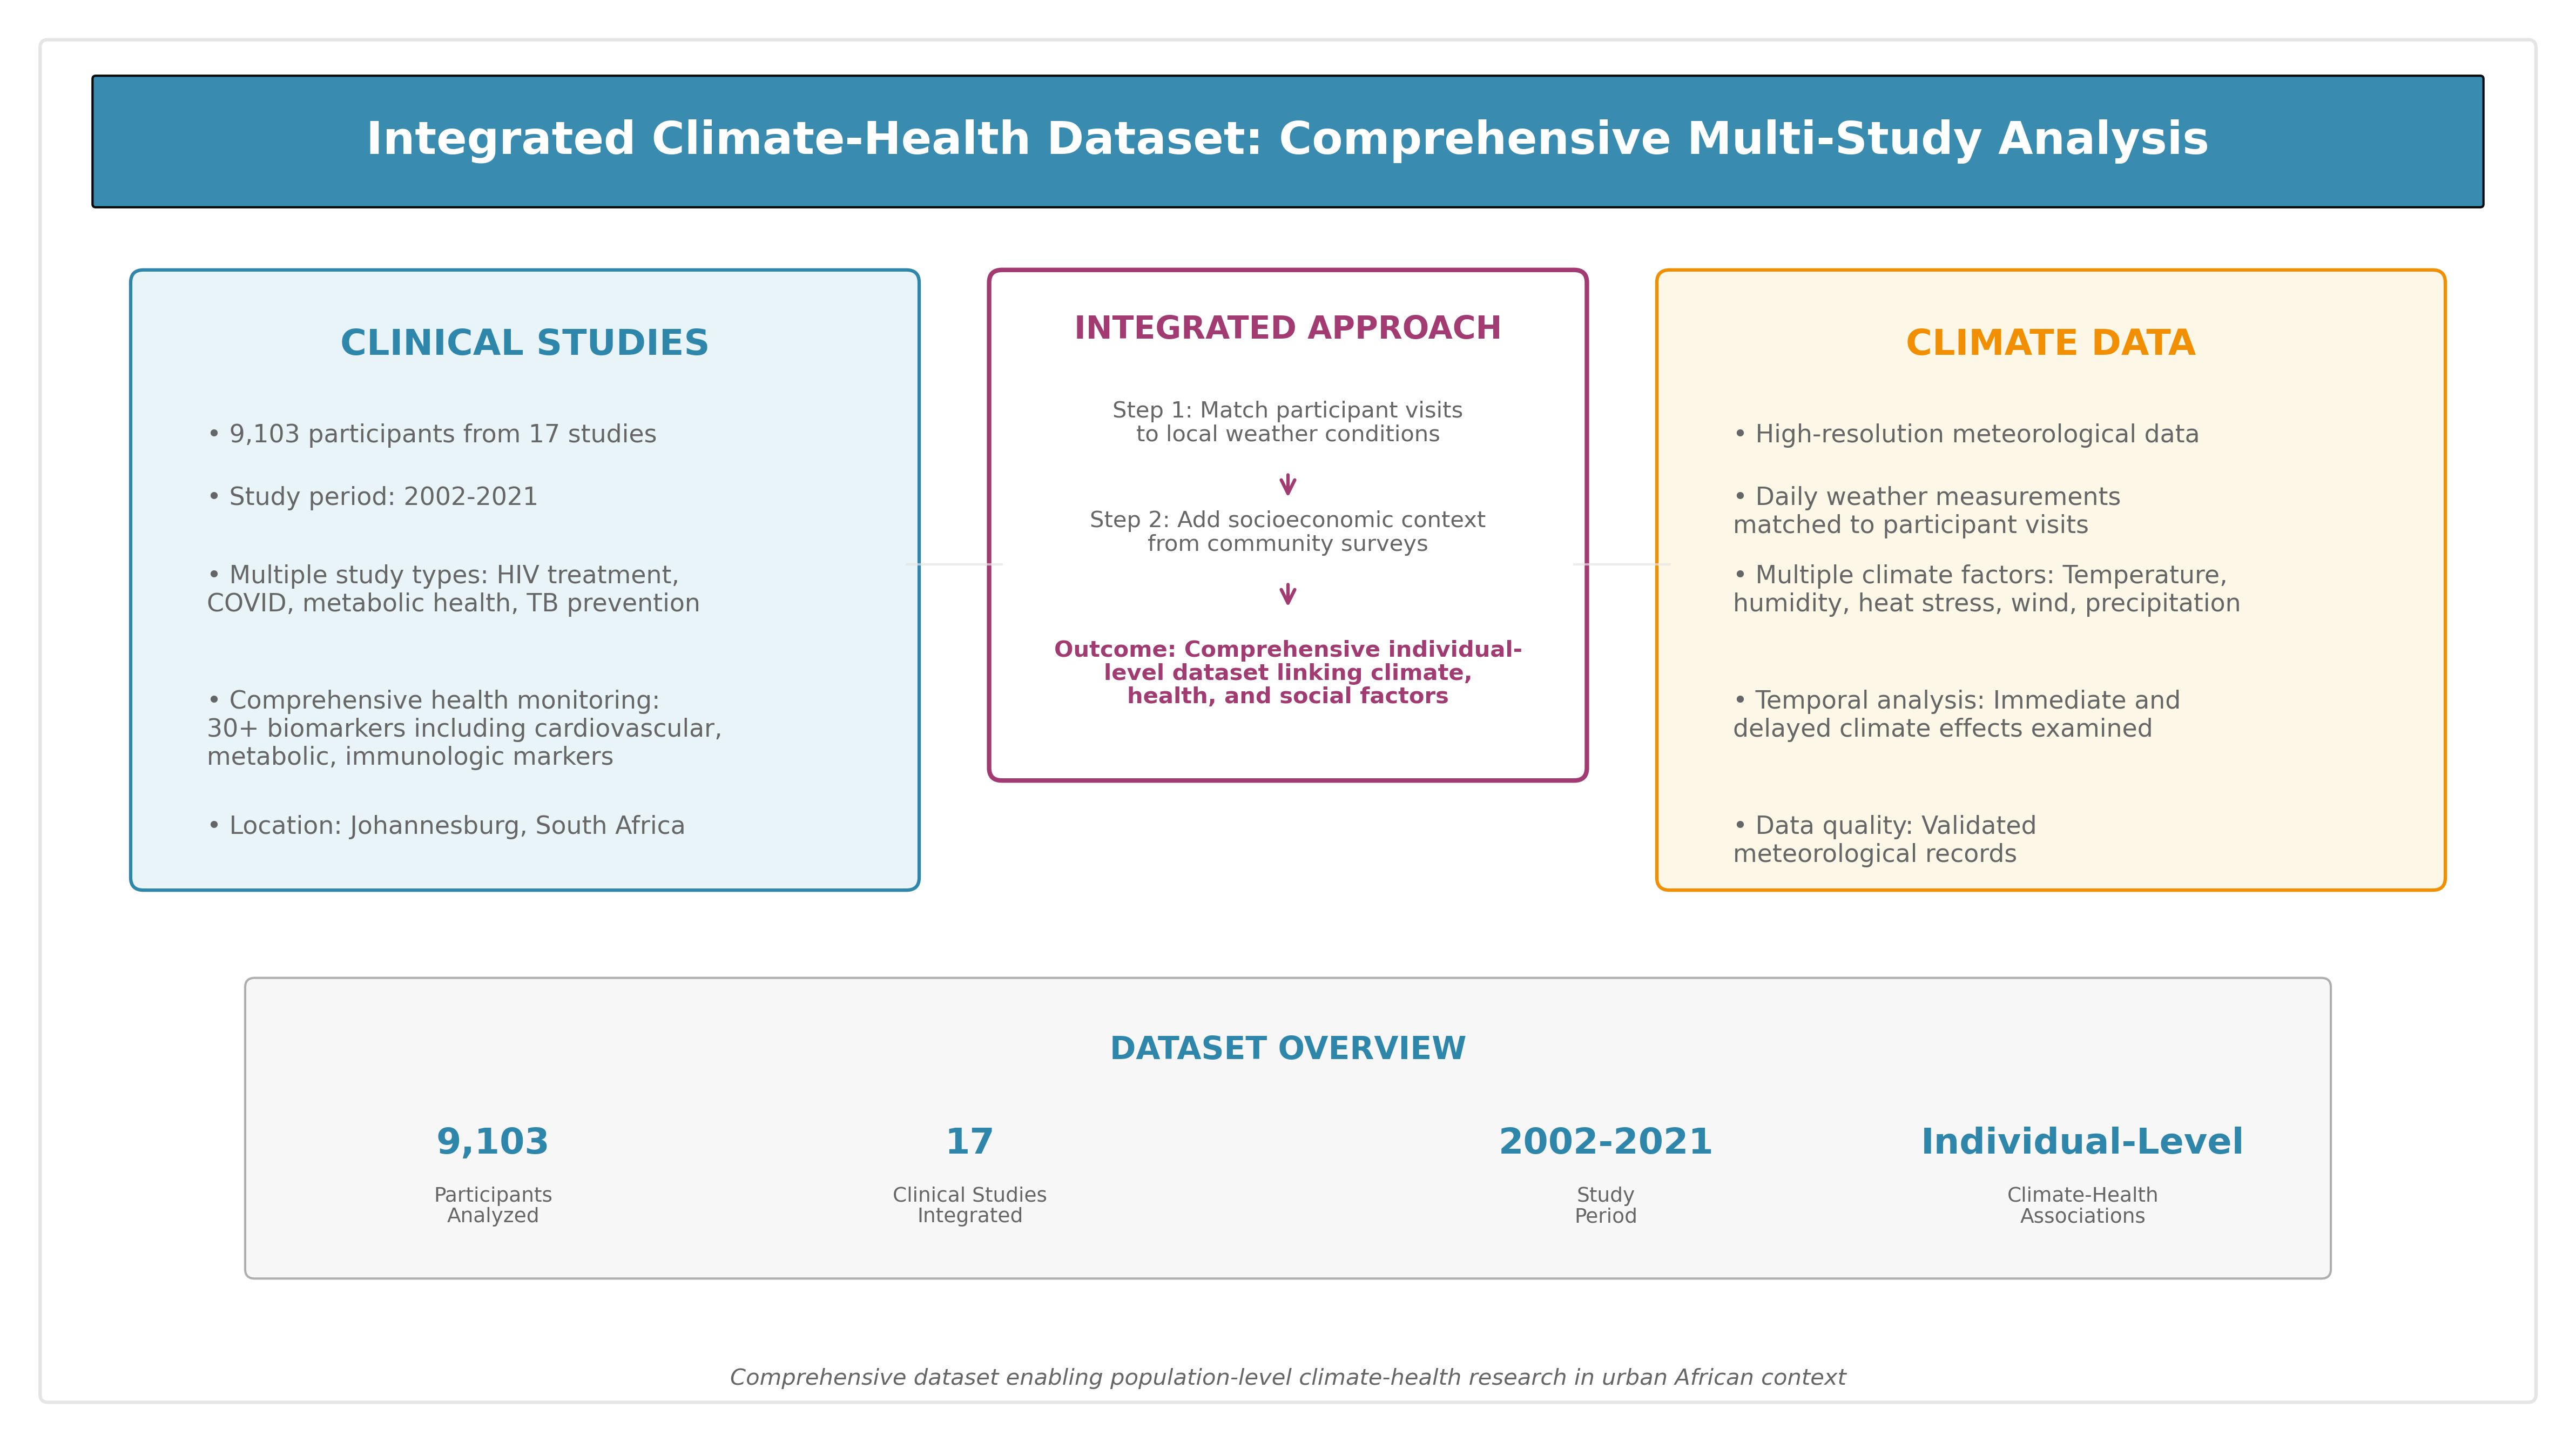 Integrated Climate-Health Dataset: Comprehensive Multi-Study Analysis
CLINICAL STUDIES
• 9,103 participants from 17 studies
• Study period: 2002-2021
• Multiple study types: HIV treatment,
COVID, metabolic health, TB prevention
• Comprehensive health monitoring:
30+ biomarkers including cardiovascular,
metabolic, immunologic markers
• Location: Johannesburg, South Africa
INTEGRATED APPROACH
Step 1: Match participant visits
to local weather conditions
Step 2: Add socioeconomic context
from community surveys
Outcome: Comprehensive individual-
level dataset linking climate,
health, and social factors
CLIMATE DATA
• High-resolution meteorological data
• Daily weather measurements
matched to participant visits
• Multiple climate factors: Temperature,
humidity, heat stress, wind, precipitation
• Temporal analysis: Immediate and
delayed climate effects examined
• Data quality: Validated
meteorological records
DATASET OVERVIEW
9,103
Participants
Analyzed
17
Clinical Studies
Integrated
2002-2021
Study
Period
Individual-Level
Climate-Health
Associations
Comprehensive dataset enabling population-level climate-health research in urban African context